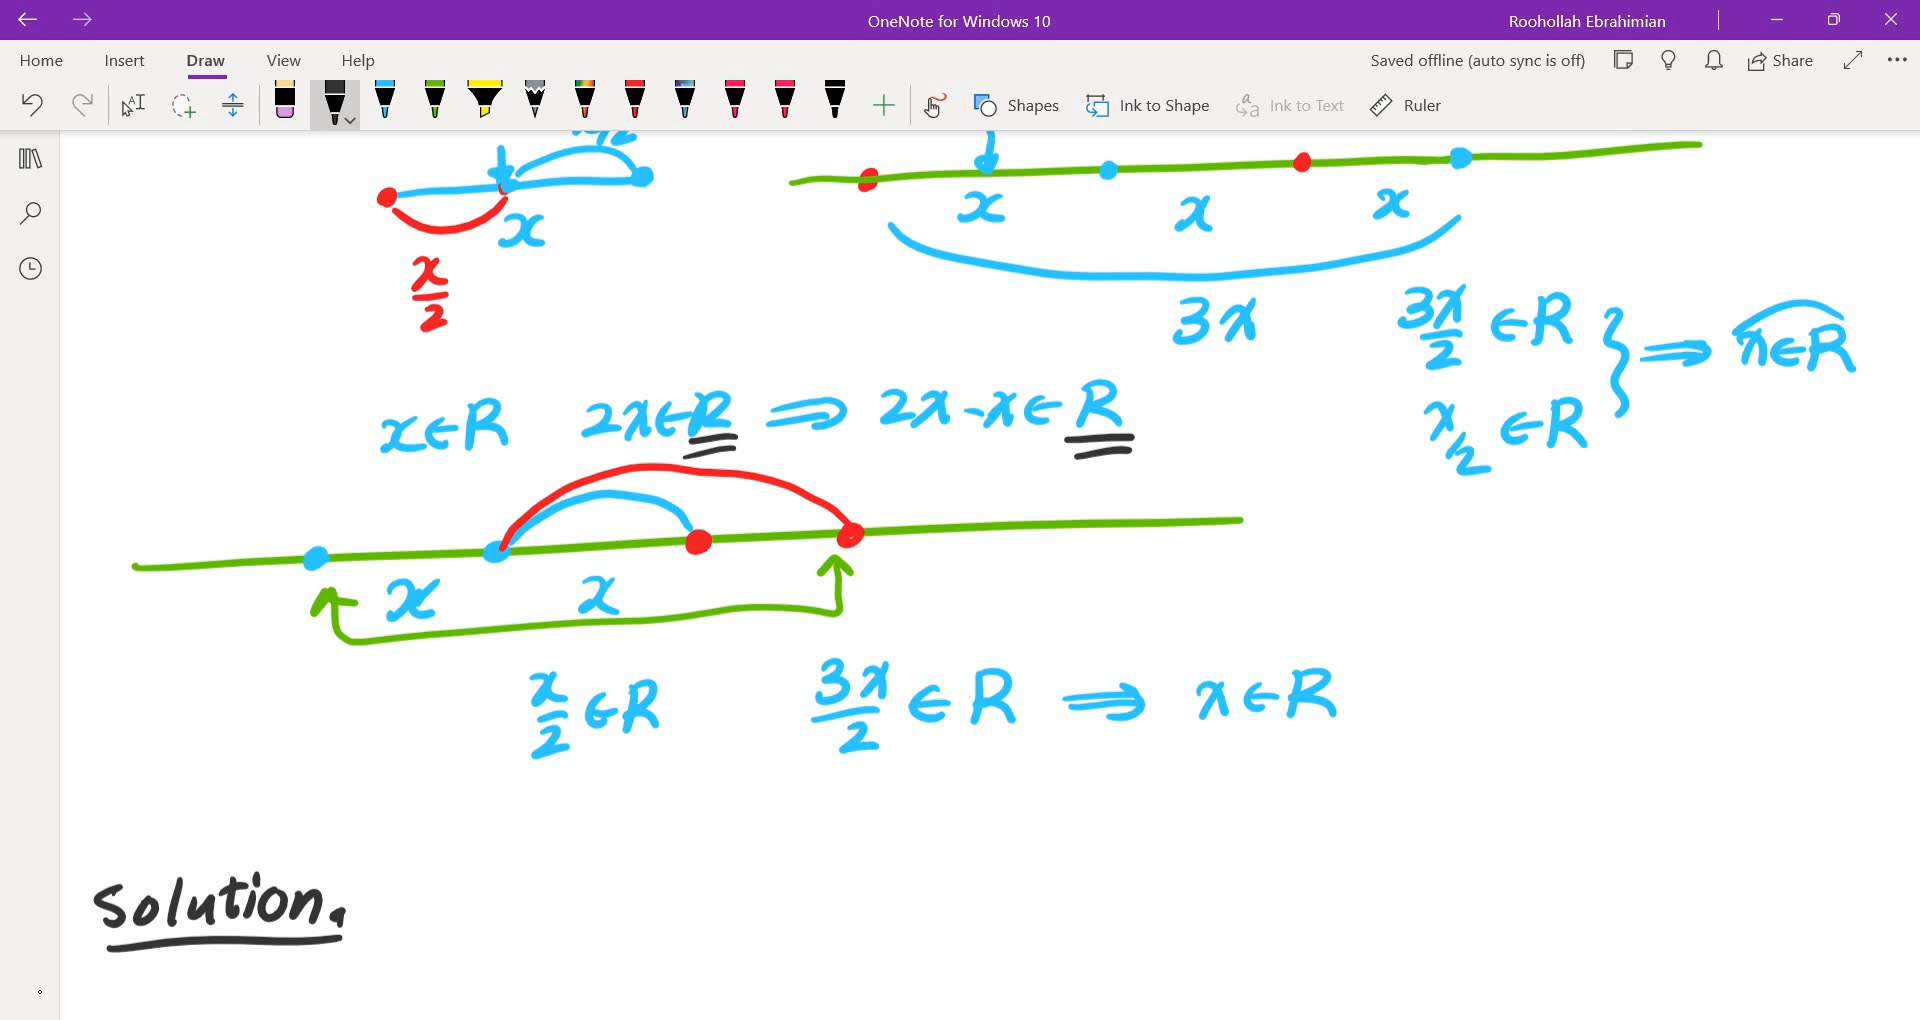 OneNote for Windows 10
Roohollah Ebrahimian
Home Insert Draw View Help
Saved offline (auto sync is off)
Share
Shapes
Ink to Shape
Ink to Text
Ruler
x
x/2
x x x
3x
3x/2 ∈ R
x/2 ∈ R
} ⟹ x ∈ R
x ∈ R 2x ∈ R ⟹ 2x - x ∈ R
x x
x/2 ∈ R 3x/2 ∈ R ⟹ x ∈ R
Solution.